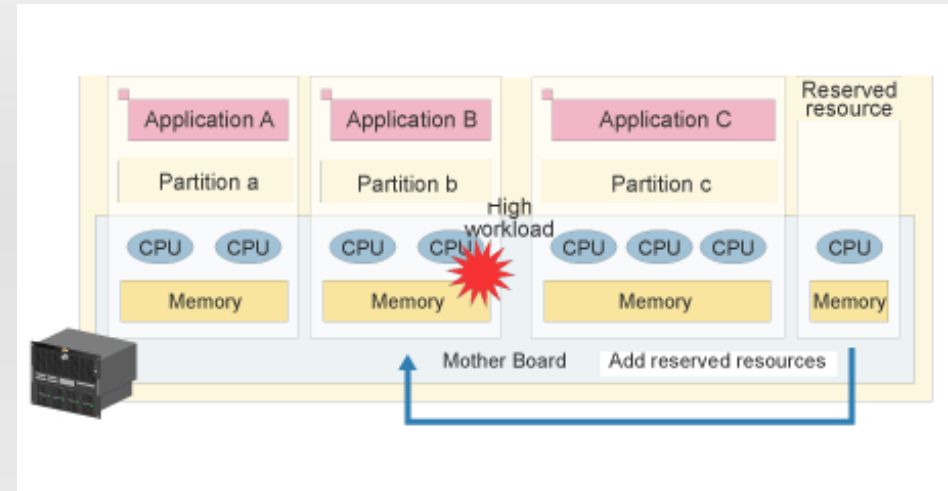 Reserved
resource
Application A
Application B
Application C
Partition a
Partition b
Partition c
High
workload
CPU
CPU
CPU
CPU
CPU
CPU
CPU
CPU
Memory
Memory
Memory
Memory
Mother Board
Add reserved resources